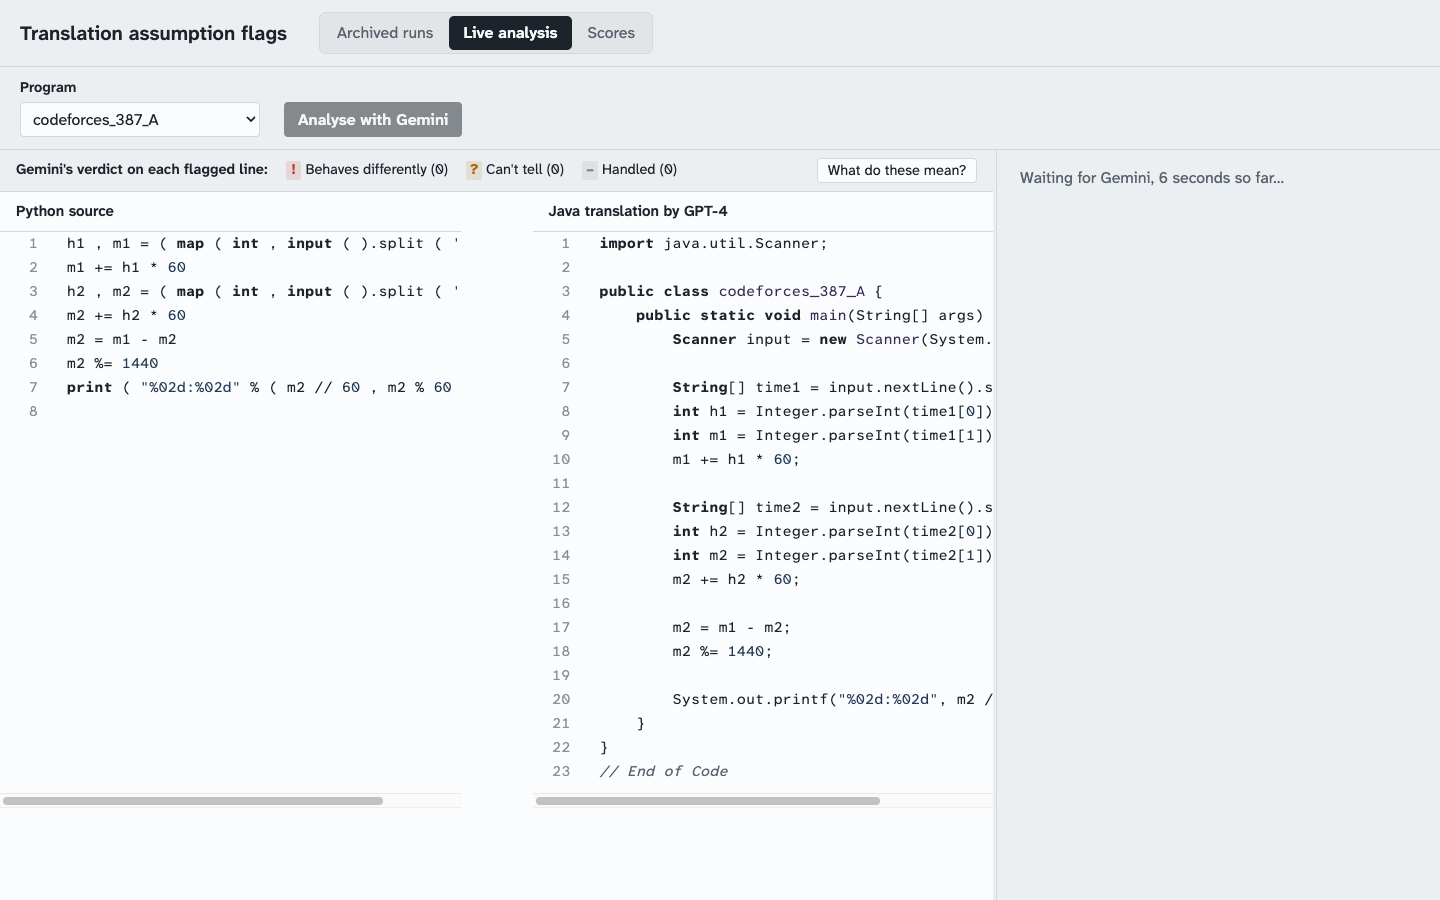 Translation assumption flags
Archived runs
Live analysis
Scores
Program
codeforces_387_A
Analyse with Gemini
Gemini's verdict on each flagged line:
! Behaves differently (0)
? Can't tell (0)
– Handled (0)
What do these mean?
Waiting for Gemini, 6 seconds so far...
Python source
1 h1 , m1 = ( map ( int , input ( ).split ( '
2 m1 += h1 * 60
3 h2 , m2 = ( map ( int , input ( ).split ( '
4 m2 += h2 * 60
5 m2 = m1 - m2
6 m2 %= 1440
7 print ( "%02d:%02d" % ( m2 // 60 , m2 % 60
8
Java translation by GPT-4
1 import java.util.Scanner;
2
3 public class codeforces_387_A {
4 public static void main(String[] args)
5 Scanner input = new Scanner(System.
6
7 String[] time1 = input.nextLine().s
8 int h1 = Integer.parseInt(time1[0])
9 int m1 = Integer.parseInt(time1[1])
10 m1 += h1 * 60;
11
12 String[] time2 = input.nextLine().s
13 int h2 = Integer.parseInt(time2[0])
14 int m2 = Integer.parseInt(time2[1])
15 m2 += h2 * 60;
16
17 m2 = m1 - m2;
18 m2 %= 1440;
19
20 System.out.printf("%02d:%02d", m2 /
21 }
22 }
23 // End of Code